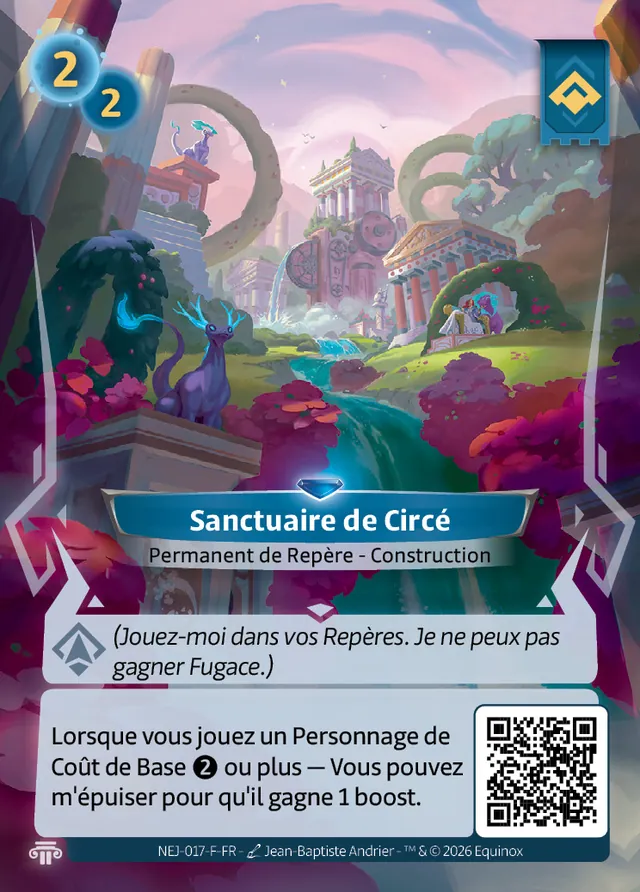 2
2
Sanctuaire de Circé
Permanent de Repère - Construction
(Jouez-moi dans vos Repères. Je ne peux pas
gagner Fugace.)
Lorsque vous jouez un Personnage de
Coût de Base 2 ou plus — Vous pouvez
m'épuiser pour qu'il gagne 1 boost.
NEJ-017-F-FR - Jean-Baptiste Andrier - ™ & © 2026 Equinox